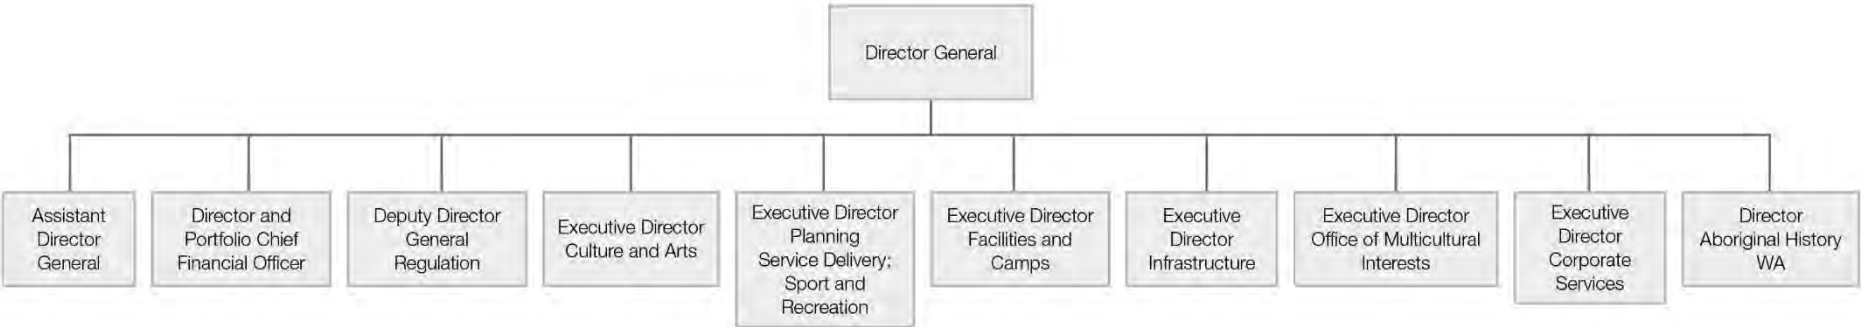 Director General
Assistant
Director
General
Director and
Portfolio Chief
Financial Officer
Deputy Director
General
Regulation
Executive Director
Culture and Arts
Executive Director
Planning
Service Delivery;
Sport and
Recreation
Executive Director
Facilities and
Camps
Executive
Director
Infrastructure
Executive Director
Office of Multicultural
Interests
Executive
Director
Corporate
Services
Director
Aboriginal History
WA